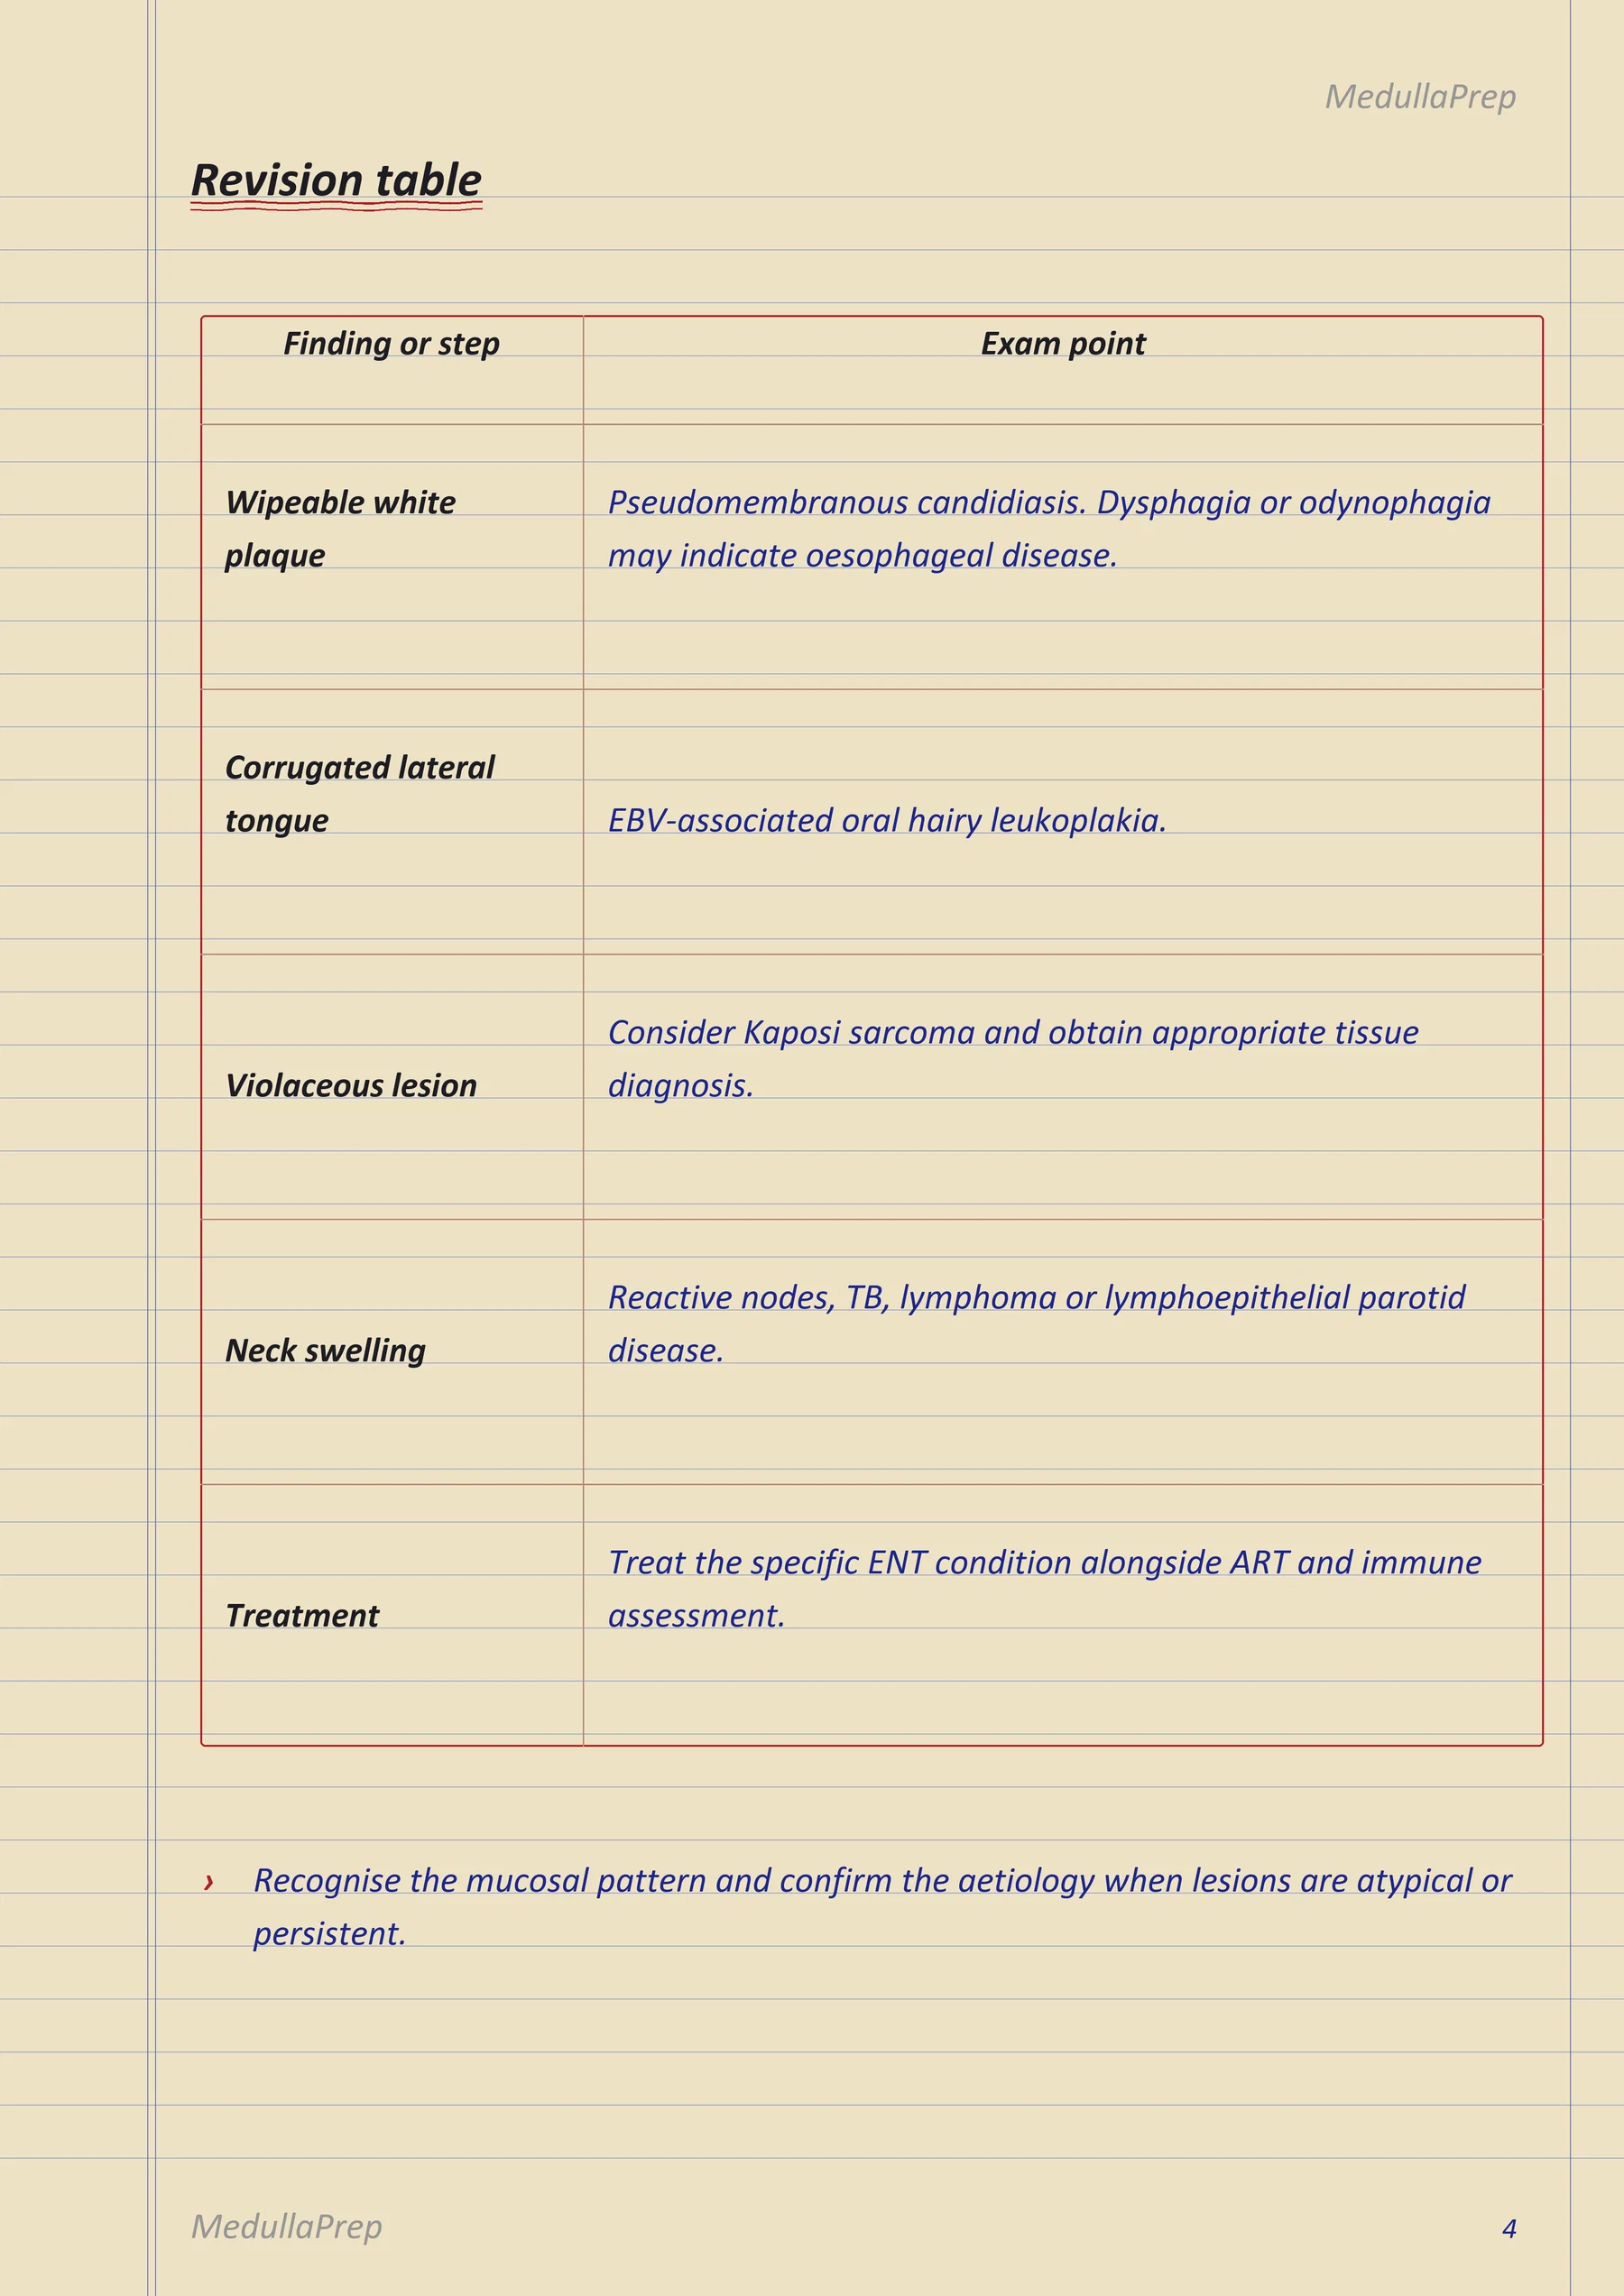 MedullaPrep
Revision table
Finding or step
Exam point
Wipeable white
plaque
Pseudomembranous candidiasis. Dysphagia or odynophagia
may indicate oesophageal disease.
Corrugated lateral
tongue
EBV-associated oral hairy leukoplakia.
Violaceous lesion
Consider Kaposi sarcoma and obtain appropriate tissue
diagnosis.
Neck swelling
Reactive nodes, TB, lymphoma or lymphoepithelial parotid
disease.
Treatment
Treat the specific ENT condition alongside ART and immune
assessment.
› Recognise the mucosal pattern and confirm the aetiology when lesions are atypical or
persistent.
MedullaPrep
4